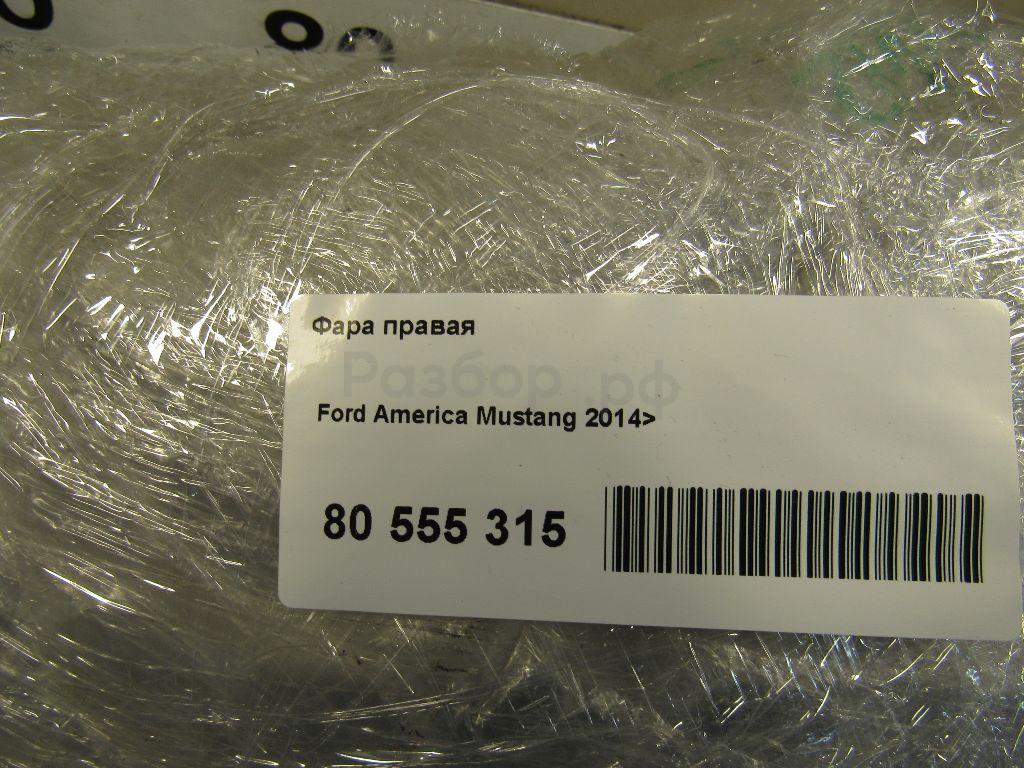 Фара правая
Разбор.рф
Ford America Mustang 2014>
80 555 315